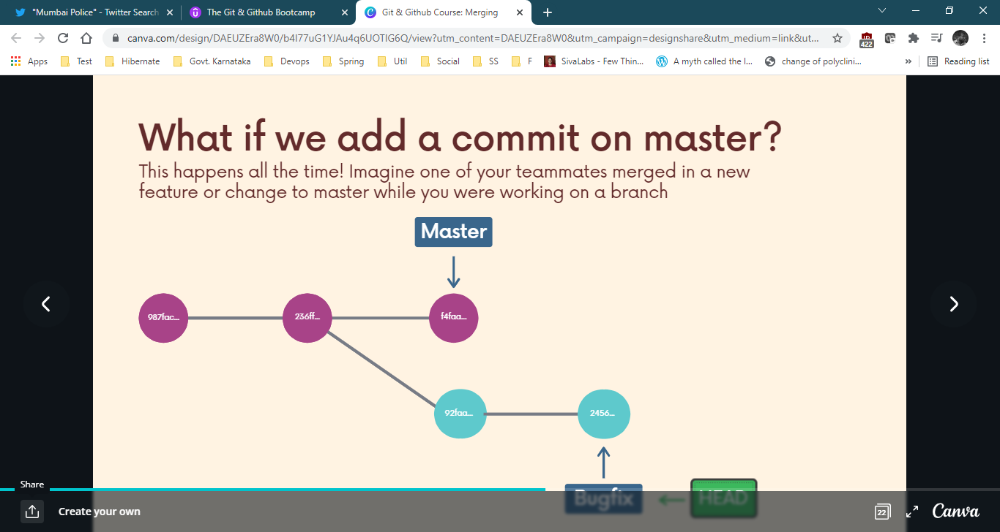 "Mumbai Police" - Twitter Search
The Git & Github Bootcamp
Git & Github Course: Merging
canva.com/design/DAEUZEra8W0/b4I77uG1YJAu4q6UOTIG6Q/view?utm_content=DAEUZEra8W0&utm_campaign=designshare&utm_medium=link&ut...
422
Apps
Test
Hibernate
Govt. Karnataka
Devops
Spring
Util
Social
SS
F
SivaLabs - Few Thin...
A myth called the I...
change of polyclini...
»
Reading list
What if we add a commit on master?
This happens all the time! Imagine one of your teammates merged in a new
feature or change to master while you were working on a branch
Master
987fac...
236ff...
f4faa...
92faa...
2456...
Bugfix
HEAD
Share
Create your own
22
Canva